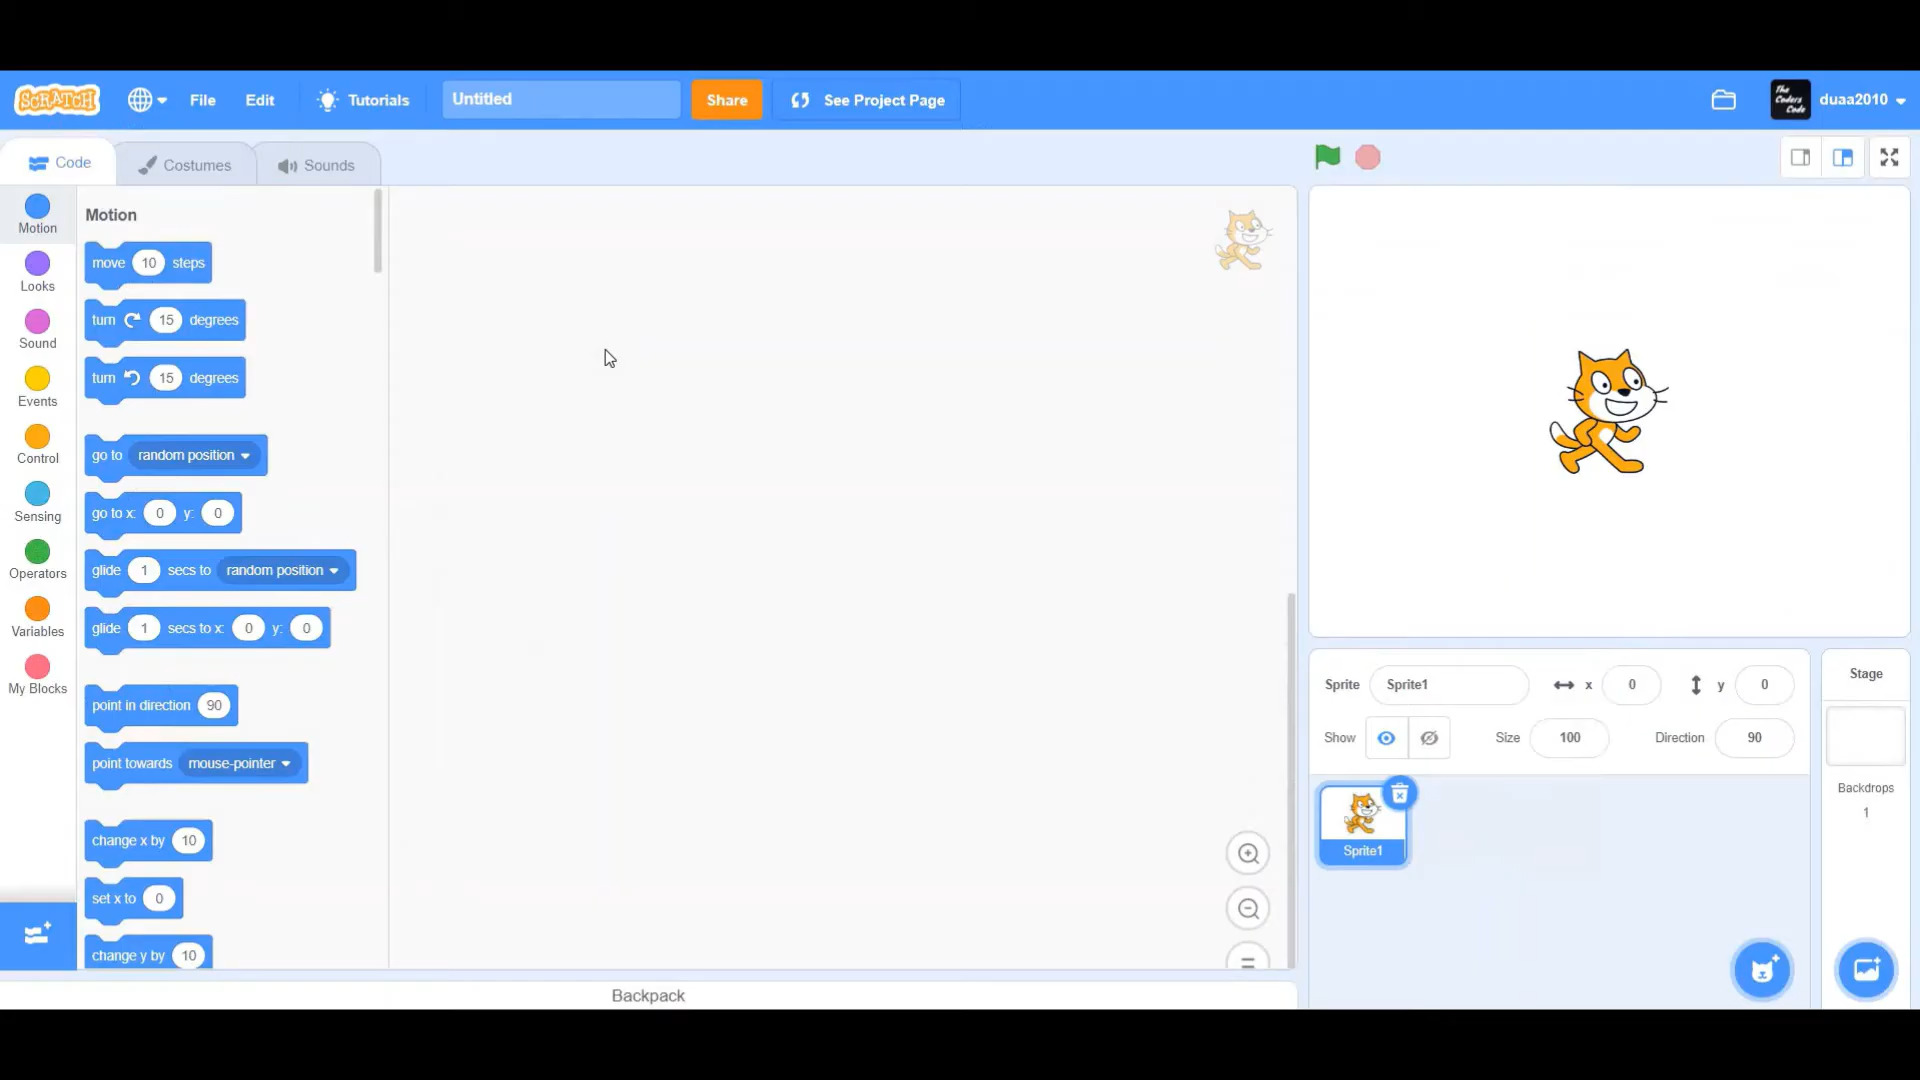 SCRATCH File Edit Tutorials Untitled Share See Project Page The Coders Code duaa2010
Code Costumes Sounds
Motion
Looks
Sound
Events
Control
Sensing
Operators
Variables
My Blocks
Motion
move 10 steps
turn 15 degrees
turn 15 degrees
go to random position
go to x: 0 y: 0
glide 1 secs to random position
glide 1 secs to x: 0 y: 0
point in direction 90
point towards mouse-pointer
change x by 10
set x to 0
change y by 10
Backpack
Sprite Sprite1 x 0 y 0
Show Size 100 Direction 90
Sprite1
Stage
Backdrops
1